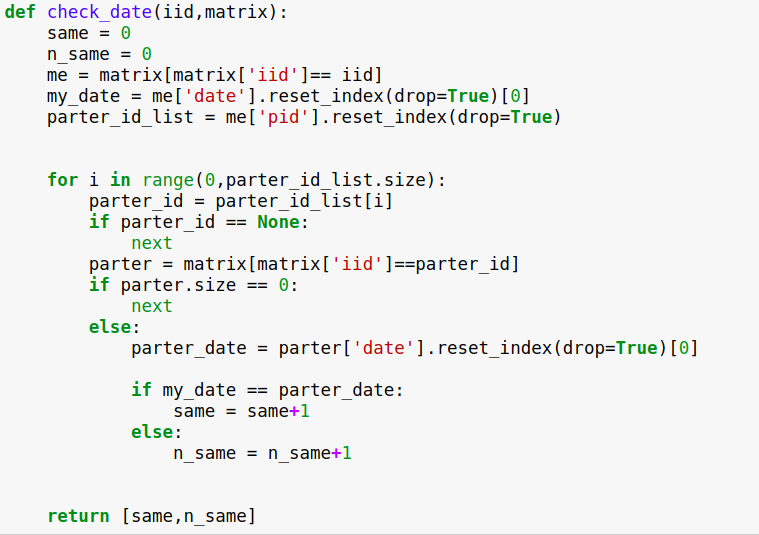 def check_date(iid,matrix):
    same = 0
    n_same = 0
    me = matrix[matrix['iid']== iid]
    my_date = me['date'].reset_index(drop=True)[0]
    parter_id_list = me['pid'].reset_index(drop=True)
    for i in range(0,parter_id_list.size):
        parter_id = parter_id_list[i]
        if parter_id == None:
            next
        parter = matrix[matrix['iid']==parter_id]
        if parter.size == 0:
            next
        else:
            parter_date = parter['date'].reset_index(drop=True)[0]
            if my_date == parter_date:
                same = same+1
            else:
                n_same = n_same+1
    return [same,n_same]